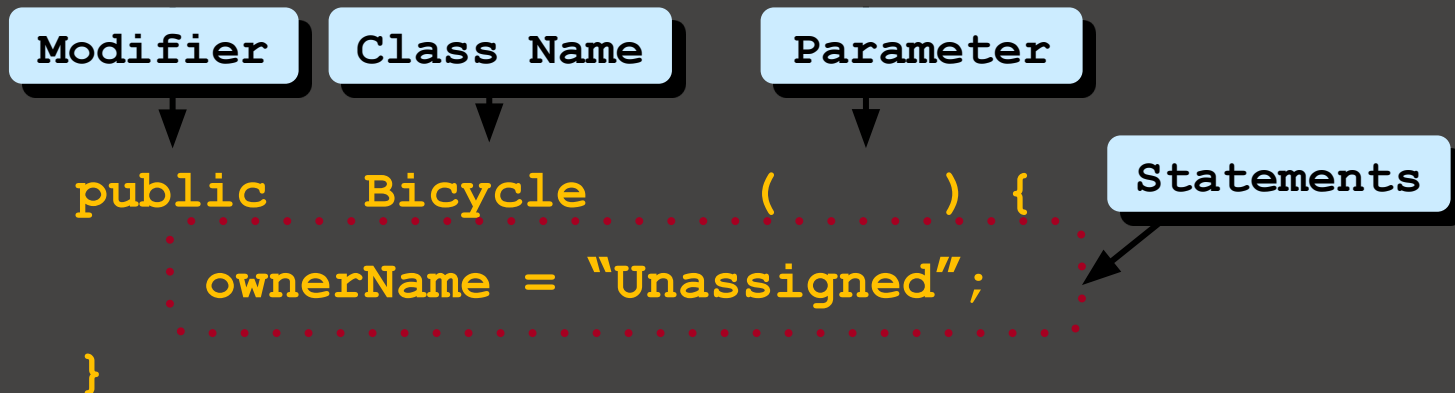 Modifier Class Name Parameter
Statements
public Bicycle ( ) {
ownerName = “Unassigned”;
}